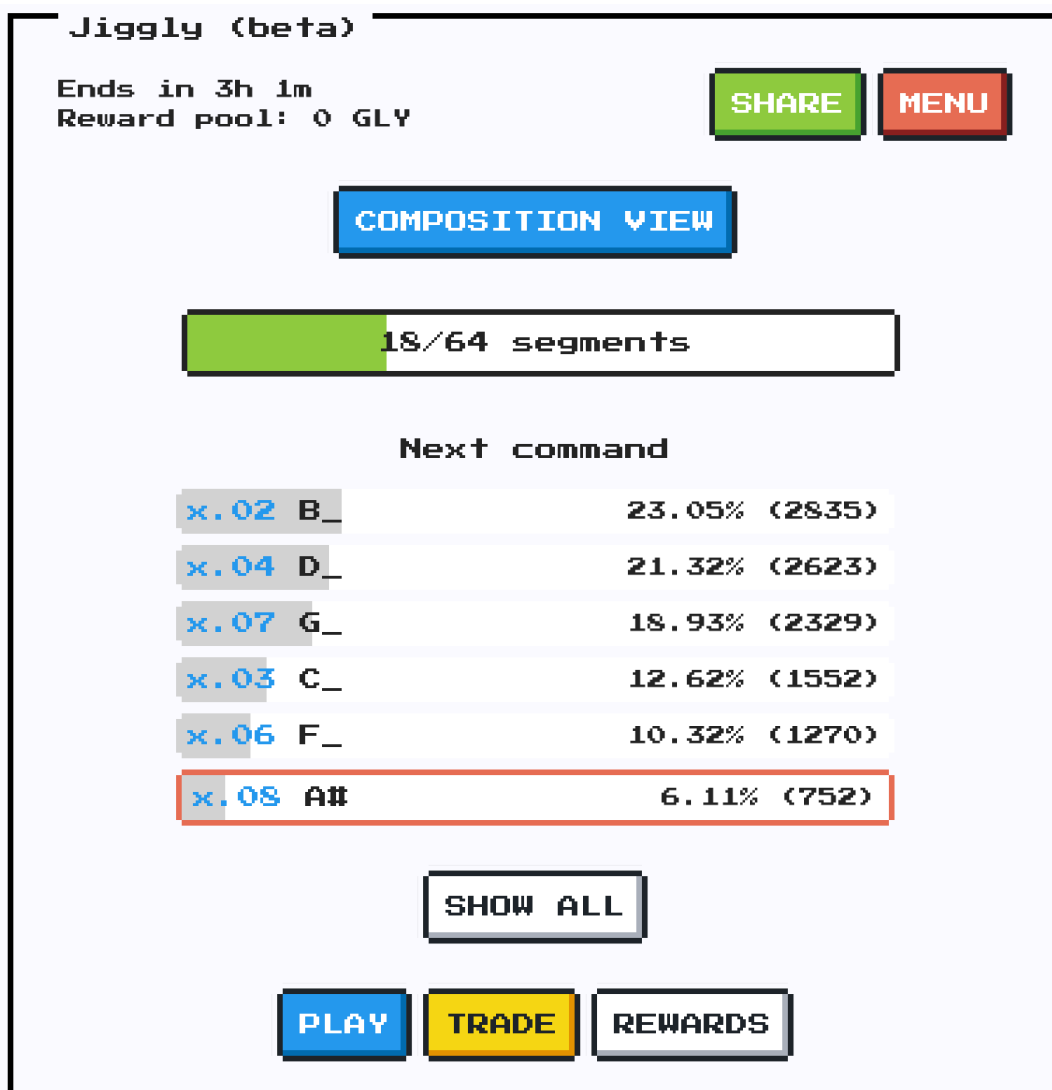 Jiggly (beta)
Ends in 3h 1m
Reward pool: 0 GLY
SHARE
MENU
COMPOSITION VIEW
18/64 segments
Next command
x.02 B_ 23.05% (2835)
x.04 D_ 21.32% (2623)
x.07 G_ 18.93% (2329)
x.03 C_ 12.62% (1552)
x.06 F_ 10.32% (1270)
x.08 A# 6.11% (752)
SHOW ALL
PLAY
TRADE
REWARDS